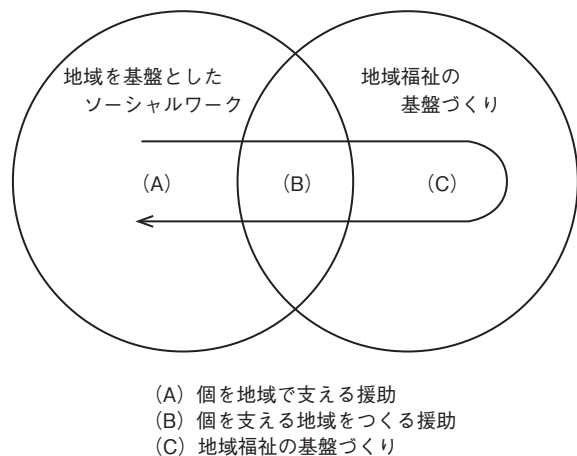 地域を基盤とした
ソーシャルワーク
地域福祉の
基盤づくり
(A)
(B)
(C)
(A) 個を地域で支える援助
(B) 個を支える地域をつくる援助
(C) 地域福祉の基盤づくり